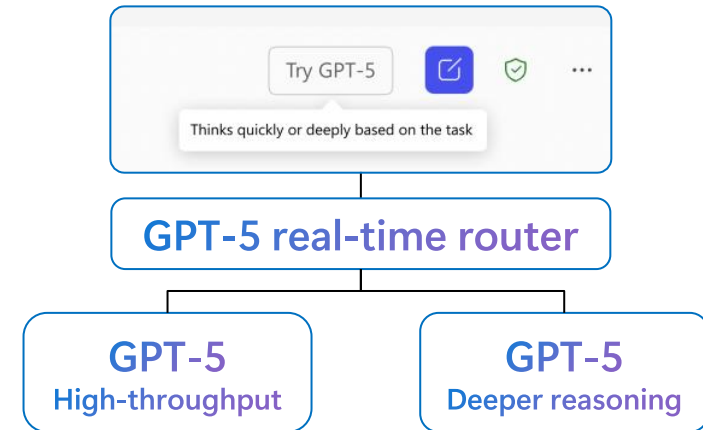 Try GPT-5
Thinks quickly or deeply based on the task
GPT-5 real-time router
GPT-5
High-throughput
GPT-5
Deeper reasoning